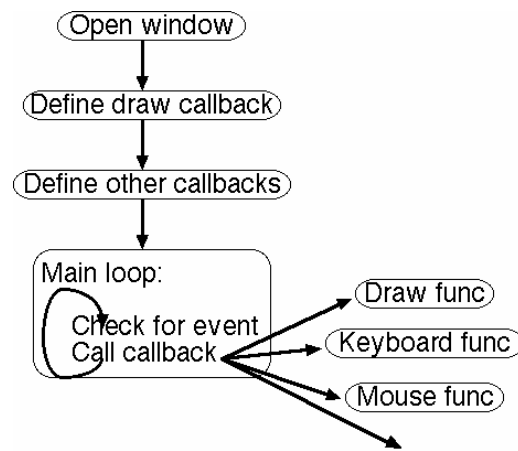 Open window
Define draw callback
Define other callbacks
Main loop:
Check for event
Call callback
Draw func
Keyboard func
Mouse func